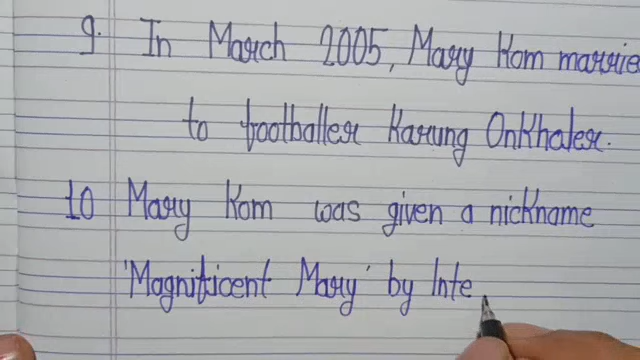 9. In March 2005, Mary Kom marrie
to footballer Karung OnKholer.
10 Mary Kom was given a nickname
'Magnificent Mary' by Inte